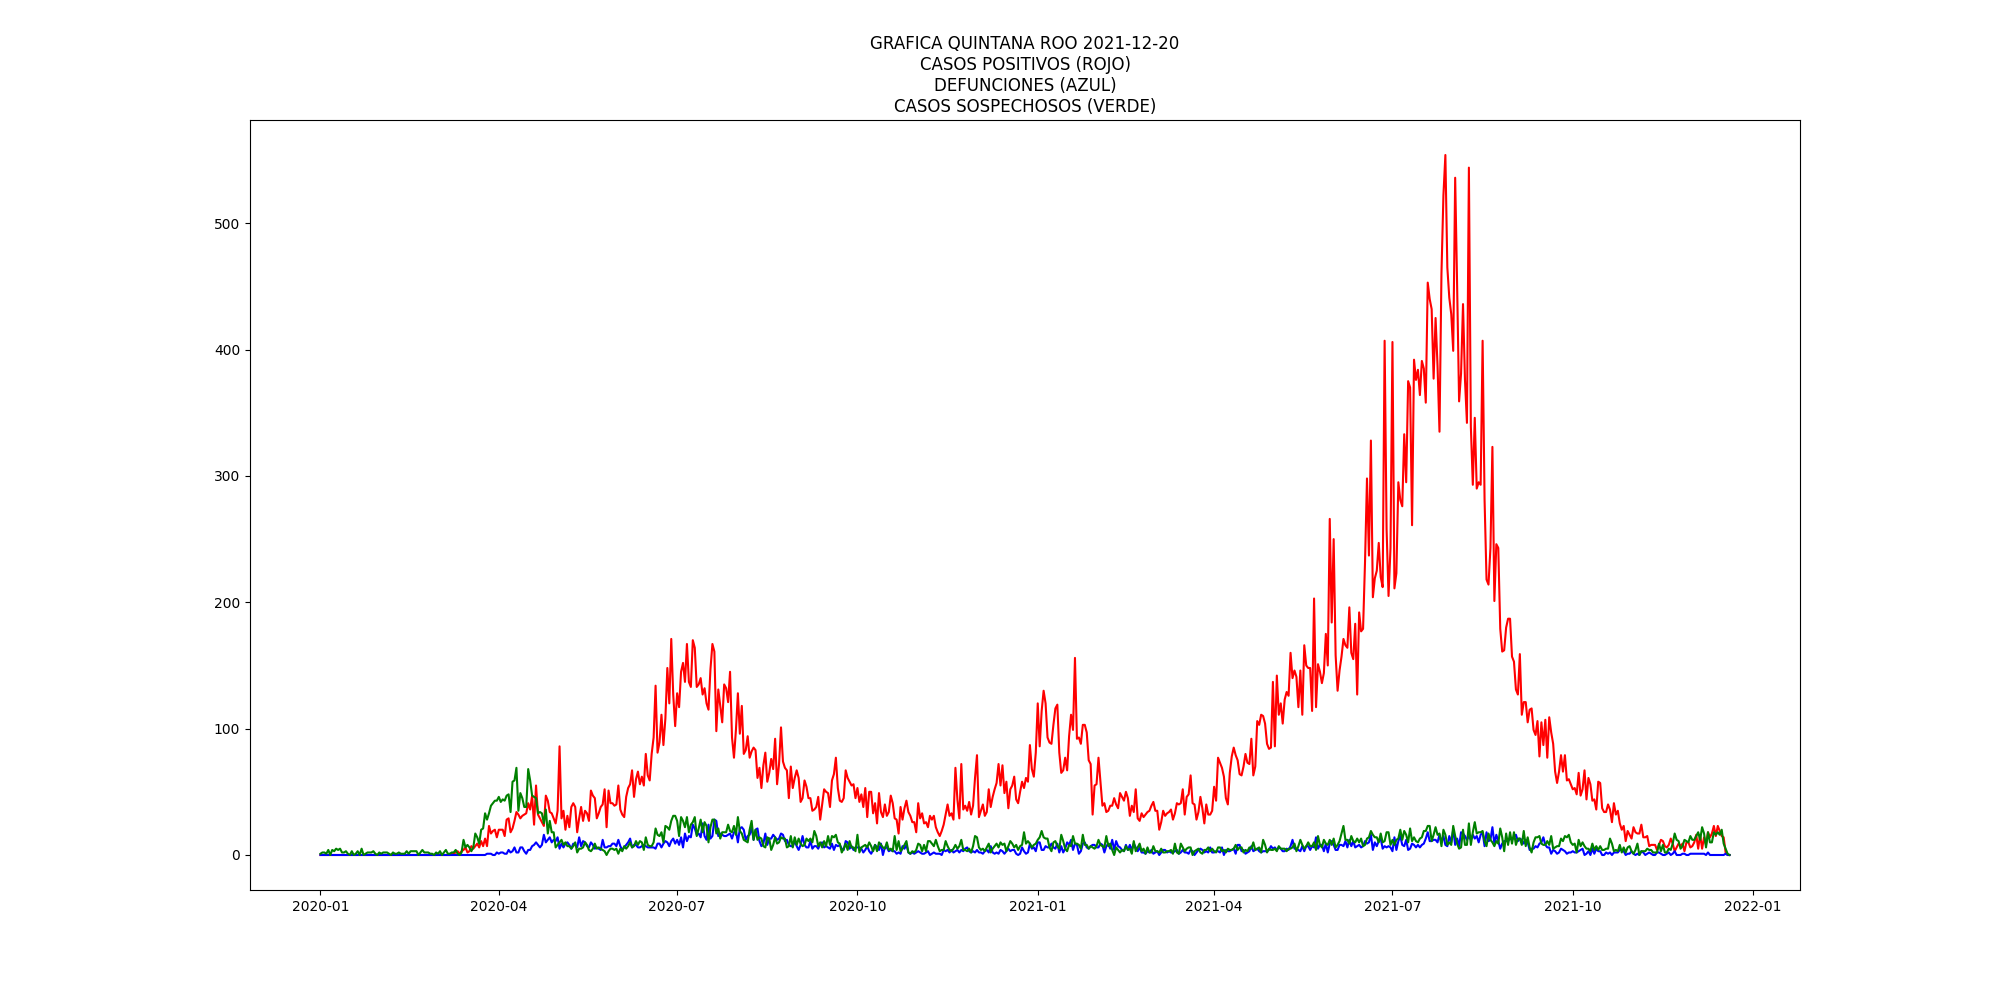 GRAFICA QUINTANA ROO 2021-12-20
CASOS POSITIVOS (ROJO)
DEFUNCIONES (AZUL)
CASOS SOSPECHOSOS (VERDE)
500
400
300
200
100
0
2020-01 2020-04 2020-07 2020-10 2021-01 2021-04 2021-07 2021-10 2022-01